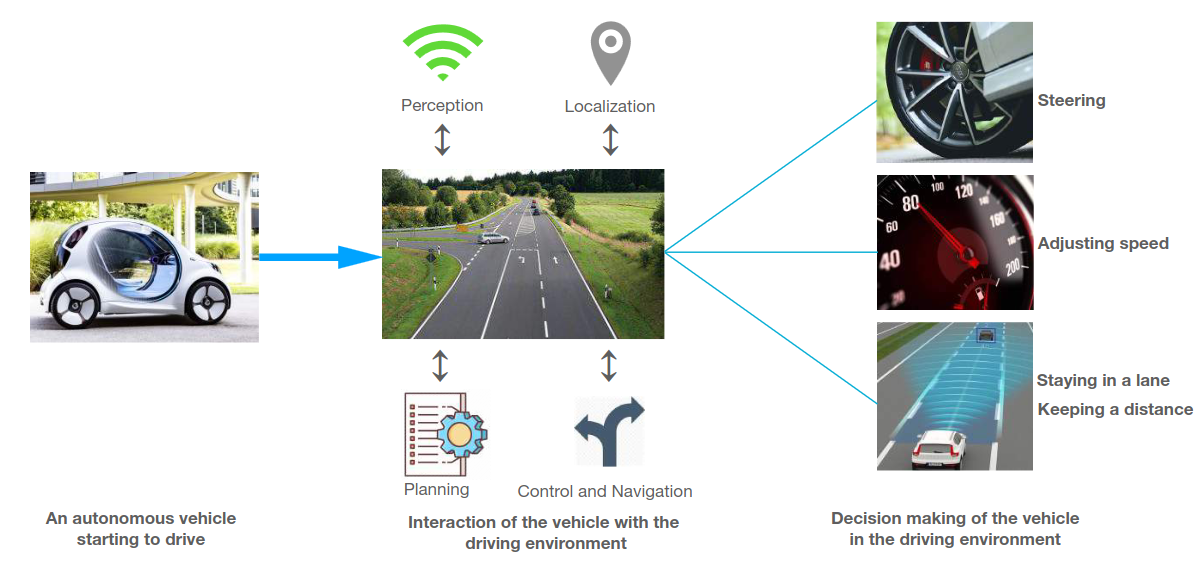 Perception
Localization
Steering
Adjusting speed
20
40
60
80
100
120
140
160
180
200
Staying in a lane
Keeping a distance
Planning
Control and Navigation
An autonomous vehicle
starting to drive
Interaction of the vehicle with the
driving environment
Decision making of the vehicle
in the driving environment